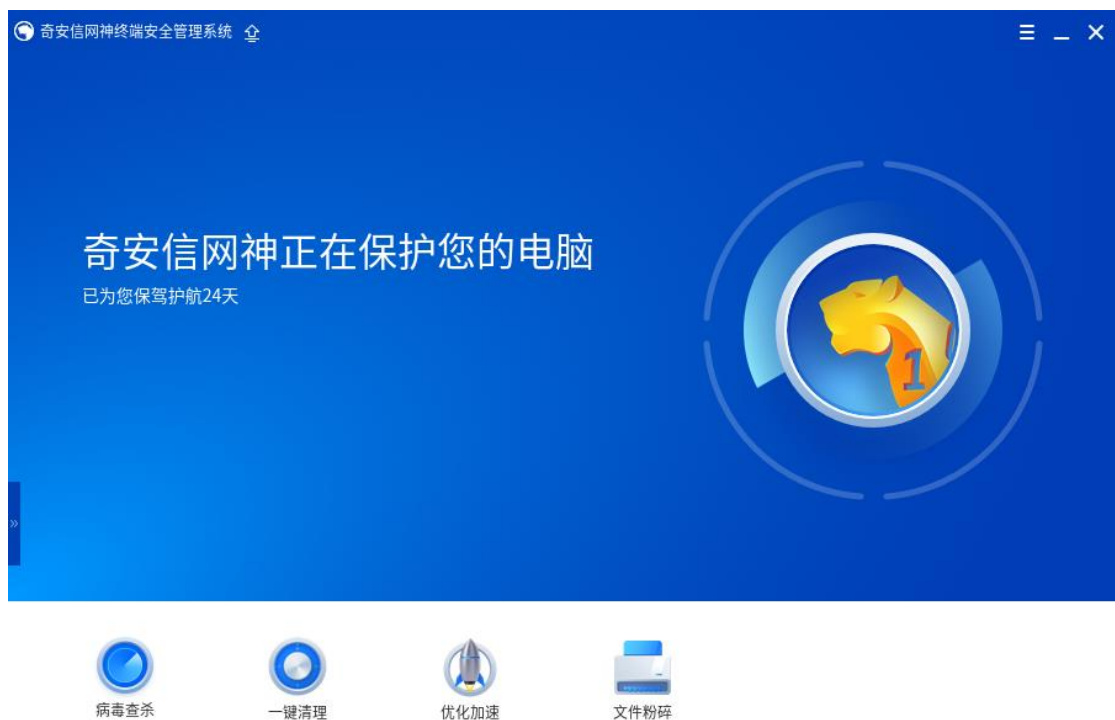 奇安信网神终端安全管理系统
奇安信网神正在保护您的电脑
已为您保驾护航24天
1
»
病毒查杀
一键清理
优化加速
文件粉碎